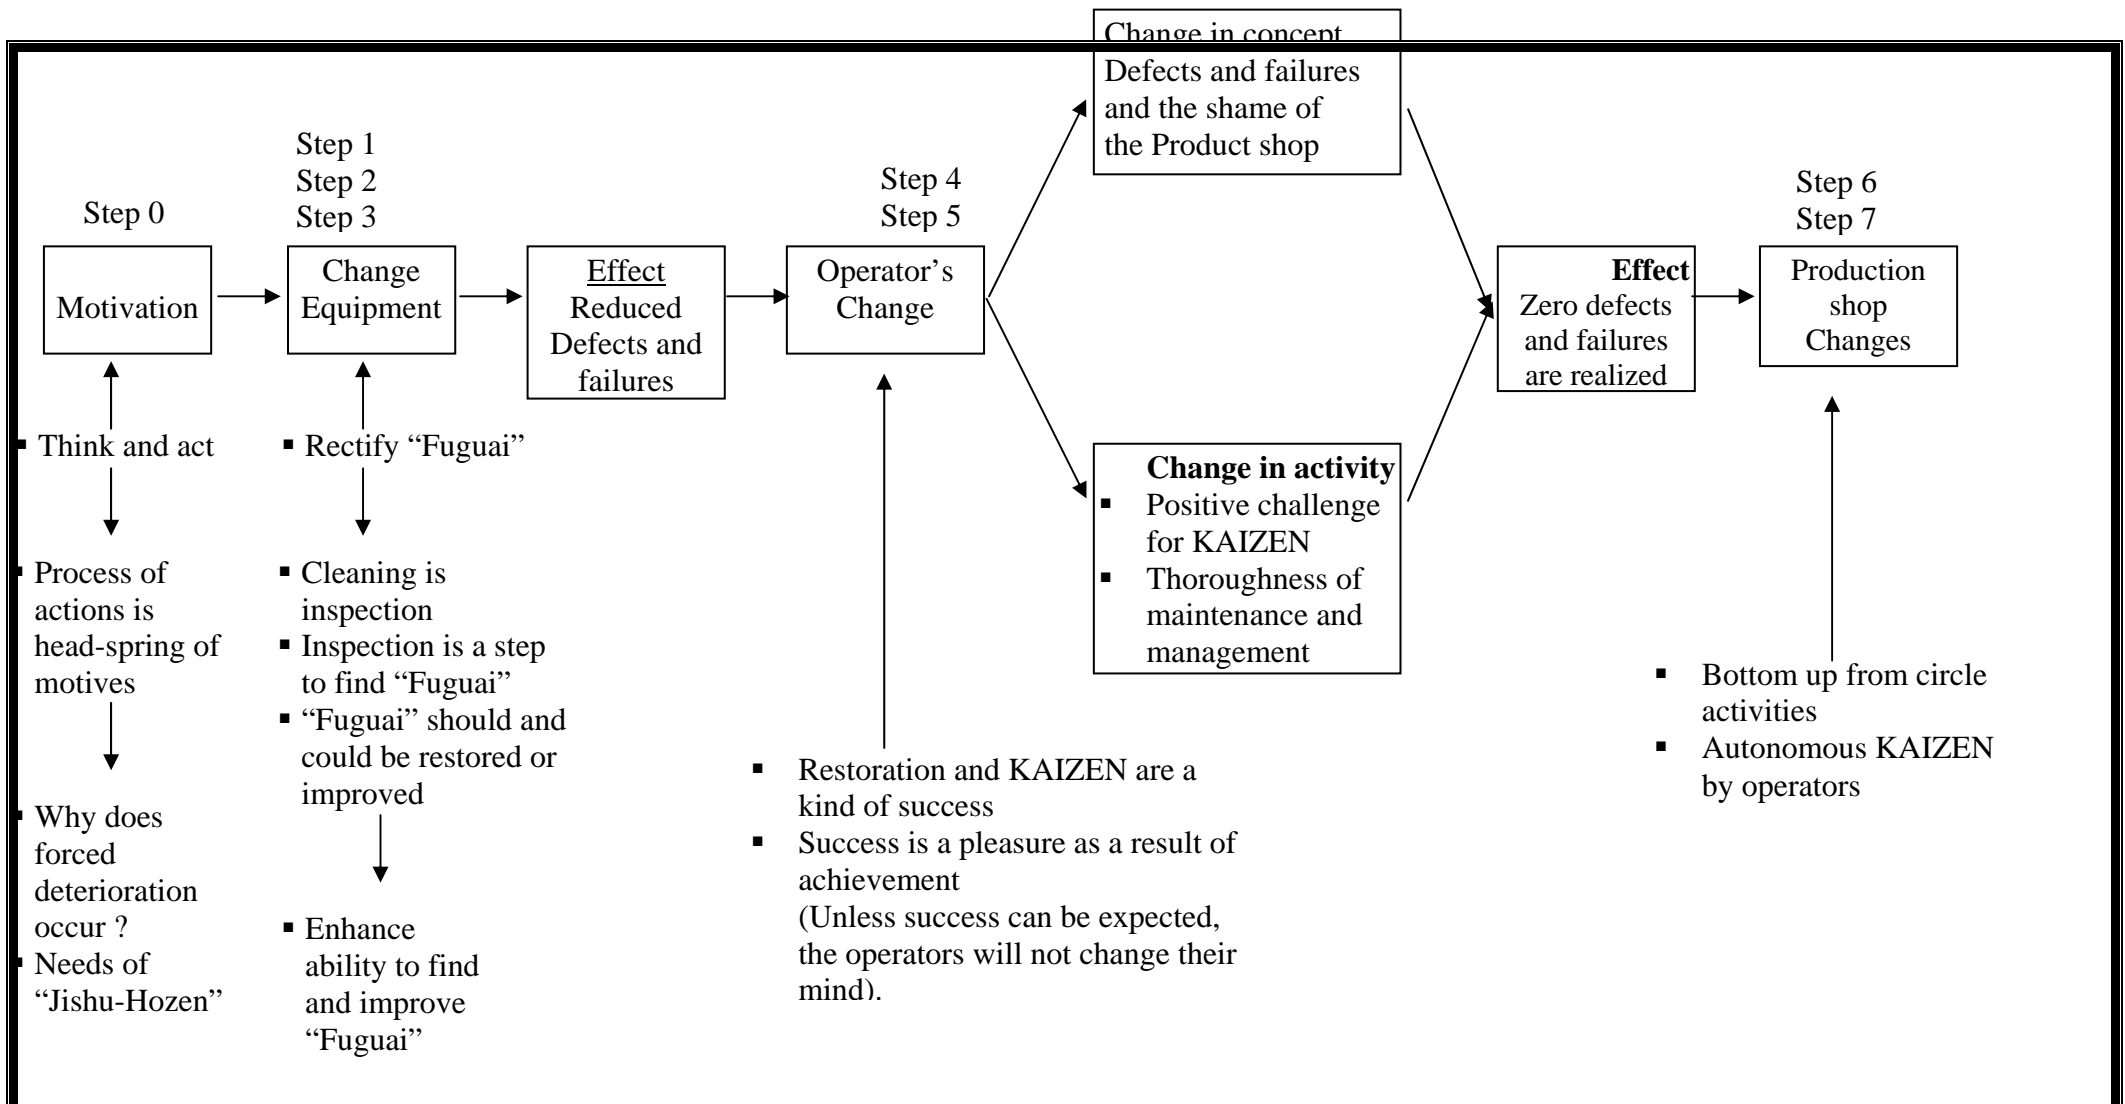 Change in concept
Defects and failures
and the shame of
the Product shop
Step 0
Step 1
Step 2
Step 3
Step 4
Step 5
Step 6
Step 7
Motivation
Change
Equipment
Effect
Reduced
Defects and
failures
Operator’s
Change
Effect
Zero defects
and failures
are realized
Production
shop
Changes
▪ Think and act
▪ Process of
actions is
head-spring of
motives
▪ Why does
forced
deterioration
occur ?
▪ Needs of
“Jishu-Hozen”
▪ Rectify “Fuguai”
▪ Cleaning is
inspection
▪ Inspection is a step
to find “Fuguai”
▪ “Fuguai” should and
could be restored or
improved
▪ Enhance
ability to find
and improve
“Fuguai”
▪ Restoration and KAIZEN are a
kind of success
▪ Success is a pleasure as a result of
achievement
(Unless success can be expected,
the operators will not change their
mind).
Change in activity
▪ Positive challenge
for KAIZEN
▪ Thoroughness of
maintenance and
management
▪ Bottom up from circle
activities
▪ Autonomous KAIZEN
by operators